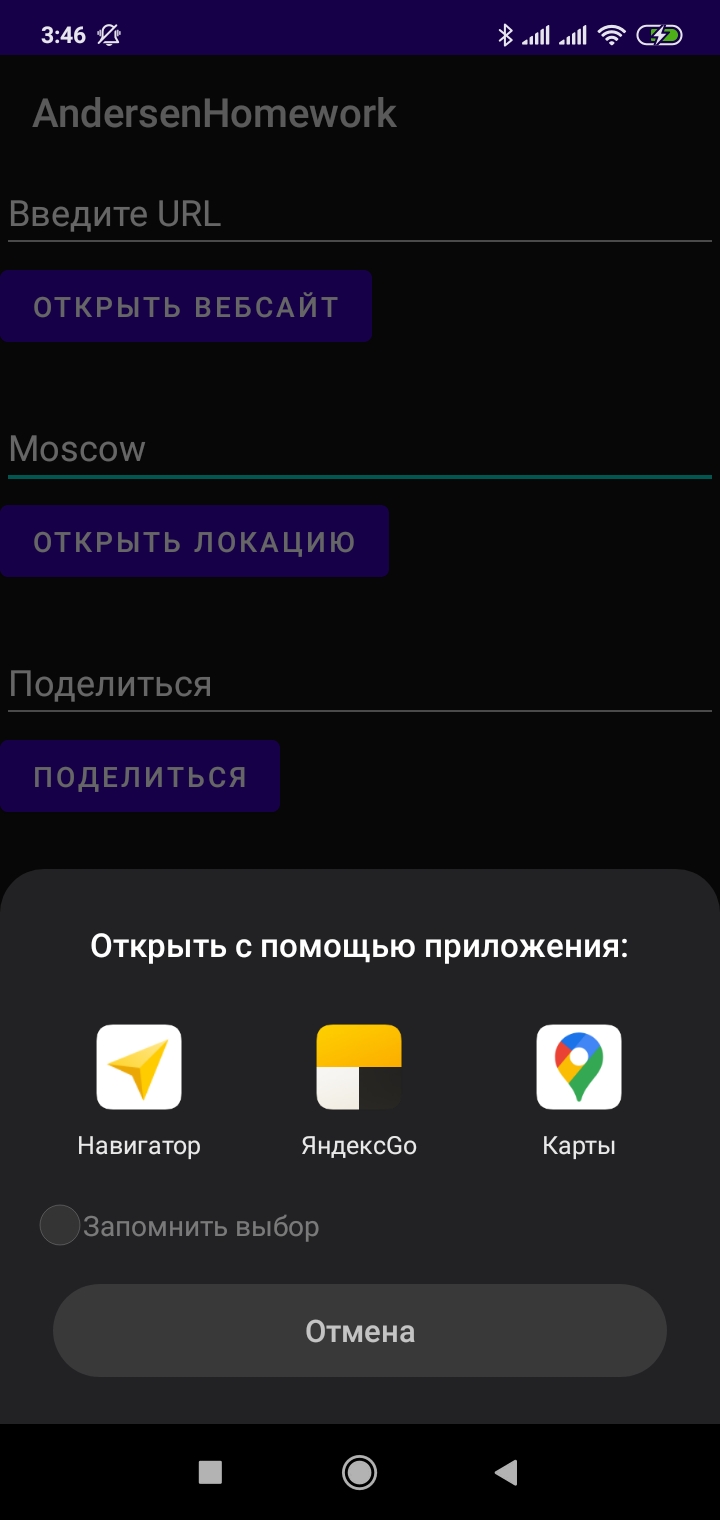 3:46
AndersenHomework
Введите URL
ОТКРЫТЬ ВЕБСАЙТ
Moscow
ОТКРЫТЬ ЛОКАЦИЮ
Поделиться
ПОДЕЛИТЬСЯ
Открыть с помощью приложения:
Навигатор ЯндексGo Карты
Запомнить выбор
Отмена